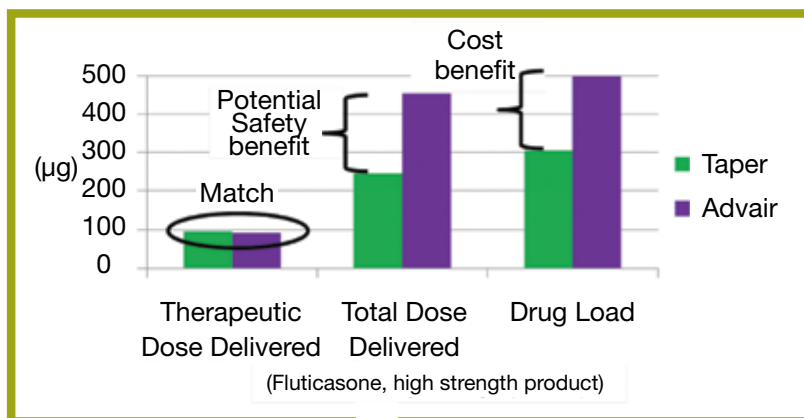 Cost
benefit
500
400
300
200
100
0
(µg)
Potential
Safety
benefit
Match
Taper
Advair
Therapeutic
Dose Delivered
Total Dose
Delivered
Drug Load
(Fluticasone, high strength product)